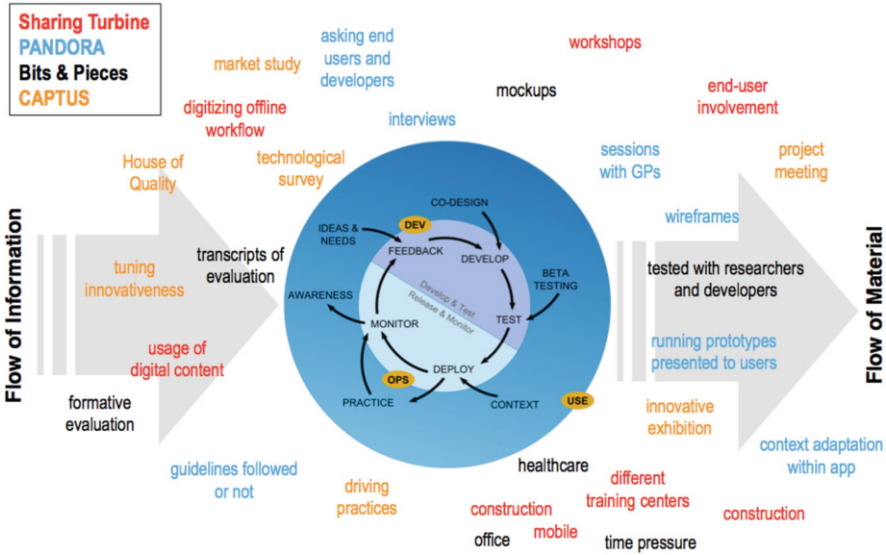 Sharing Turbine
PANDORA
Bits & Pieces
CAPTUS
asking end
users and
developers
workshops
market study
mockups
end-user
involvement
digitizing offline
workflow
interviews
House of
Quality
technological
survey
sessions
with GPs
project
meeting
CO-DESIGN
wireframes
IDEAS &
NEEDS
DEV
FEEDBACK
DEVELOP
transcripts of
evaluation
tuning
innovativeness
BETA
TESTING
tested with researchers
and developers
AWARENESS
Develop & Test
Release & Monitor
MONITOR
TEST
Flow of Information
Flow of Material
usage of
digital content
running prototypes
presented to users
DEPLOY
OPS
PRACTICE
CONTEXT
USE
formative
evaluation
innovative
exhibition
context adaptation
within app
guidelines followed
or not
driving
practices
healthcare
different
training centers
construction
mobile
construction
office
time pressure